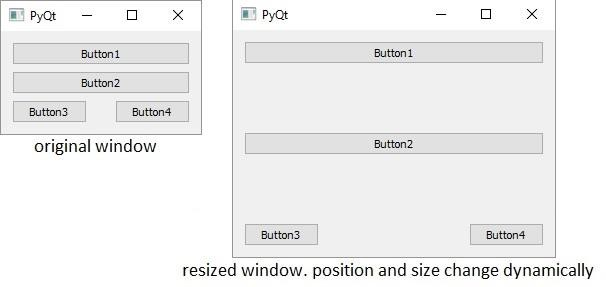 PyQt
Button1
Button2
Button3 Button4
original window
PyQt
Button1
Button2
Button3 Button4
resized window. position and size change dynamically